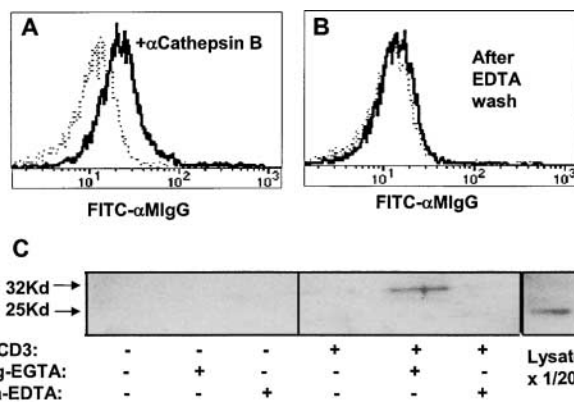 A
+αCathepsin B
10¹ 10² 10³
FITC-αMIgG
B
After
EDTA
wash
10¹ 10² 10³
FITC-αMIgG
C
32Kd
25Kd
CD3: - - - + + +
g-EGTA: - + - - + -
a-EDTA: - - + - - +
Lysat
x 1/20